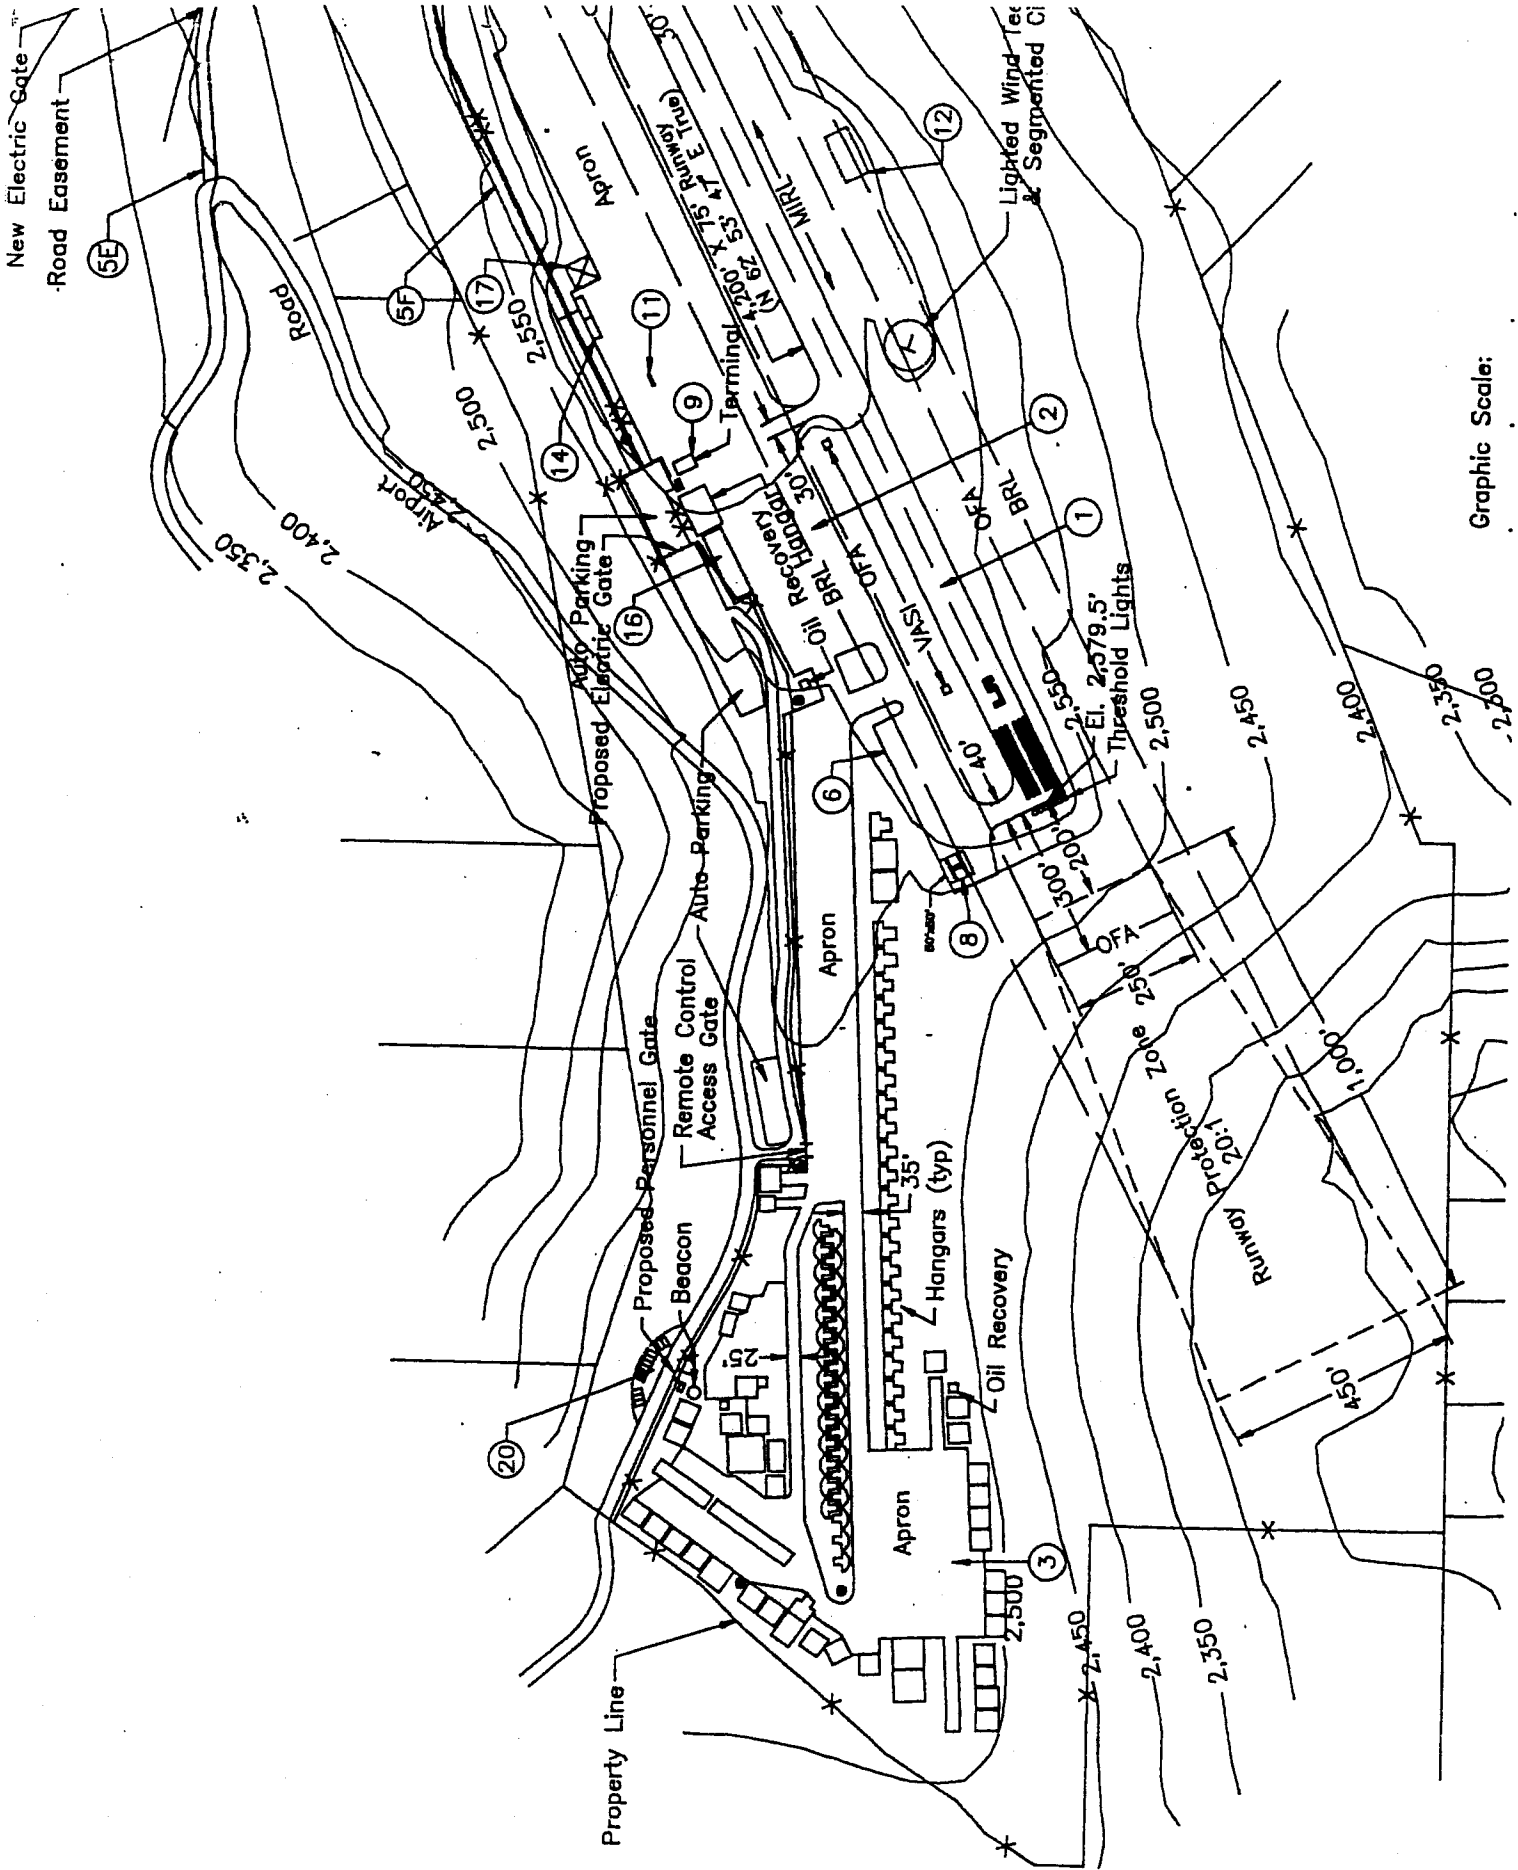 New Electric Gate
Road Easement
5E
Road
5F
17
2,550
2,500
Apron
30'
4,200' X 75' Runway
(N 62 53' 47" E True)
MIRL
12
Lighted Wind Tee
& Segmented Ci
11
9
Terminal
14
Airport
2,450
2,400
2,350
Auto Parking
Proposed Electric Gate
16
Oil Recovery
Hangar
BRL
30'
OFA
VASI
2
OFA
BRL
1
El. 2,579.5'
Threshold Lights
2,550
2,500
2,450
2,400
2,350
2,300
Graphic Scale:
6
40'
Auto Parking
Apron
8
300'
200'
OFA
250'
Runway Protection Zone
20:1
1,000'
450'
Proposed Personnel Gate
Remote Control
Access Gate
Beacon
20
25'
35'
Hangars (typ)
Oil Recovery
Apron
3
2,500
2,450
2,400
2,350
Property Line